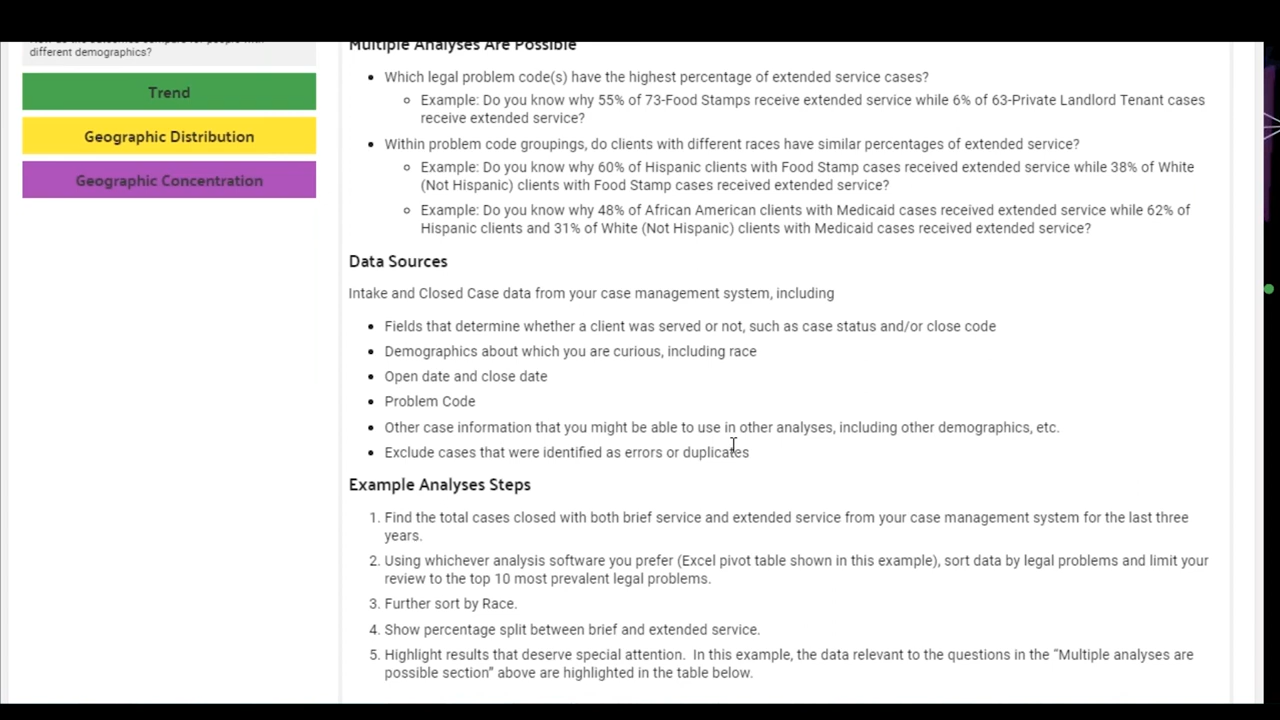 different demographics?
Trend
Geographic Distribution
Geographic Concentration
Multiple Analyses Are Possible
• Which legal problem code(s) have the highest percentage of extended service cases?
◦ Example: Do you know why 55% of 73-Food Stamps receive extended service while 6% of 63-Private Landlord Tenant cases
receive extended service?
• Within problem code groupings, do clients with different races have similar percentages of extended service?
◦ Example: Do you know why 60% of Hispanic clients with Food Stamp cases received extended service while 38% of White
(Not Hispanic) clients with Food Stamp cases received extended service?
◦ Example: Do you know why 48% of African American clients with Medicaid cases received extended service while 62% of
Hispanic clients and 31% of White (Not Hispanic) clients with Medicaid cases received extended service?
Data Sources
Intake and Closed Case data from your case management system, including
• Fields that determine whether a client was served or not, such as case status and/or close code
• Demographics about which you are curious, including race
• Open date and close date
• Problem Code
• Other case information that you might be able to use in other analyses, including other demographics, etc.
• Exclude cases that were identified as errors or duplicates
Example Analyses Steps
1. Find the total cases closed with both brief service and extended service from your case management system for the last three
years.
2. Using whichever analysis software you prefer (Excel pivot table shown in this example), sort data by legal problems and limit your
review to the top 10 most prevalent legal problems.
3. Further sort by Race.
4. Show percentage split between brief and extended service.
5. Highlight results that deserve special attention.  In this example, the data relevant to the questions in the “Multiple analyses are
possible section” above are highlighted in the table below.